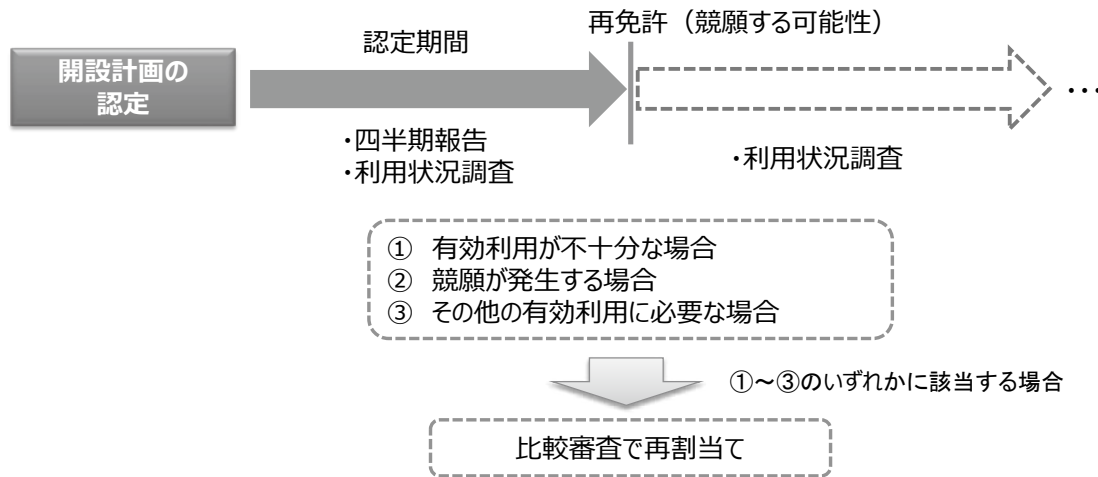 再免許（競願する可能性）
認定期間
開設計画の
認定
…
・四半期報告
・利用状況調査
・利用状況調査
① 有効利用が不十分な場合
② 競願が発生する場合
③ その他の有効利用に必要な場合
①～③のいずれかに該当する場合
比較審査で再割当て